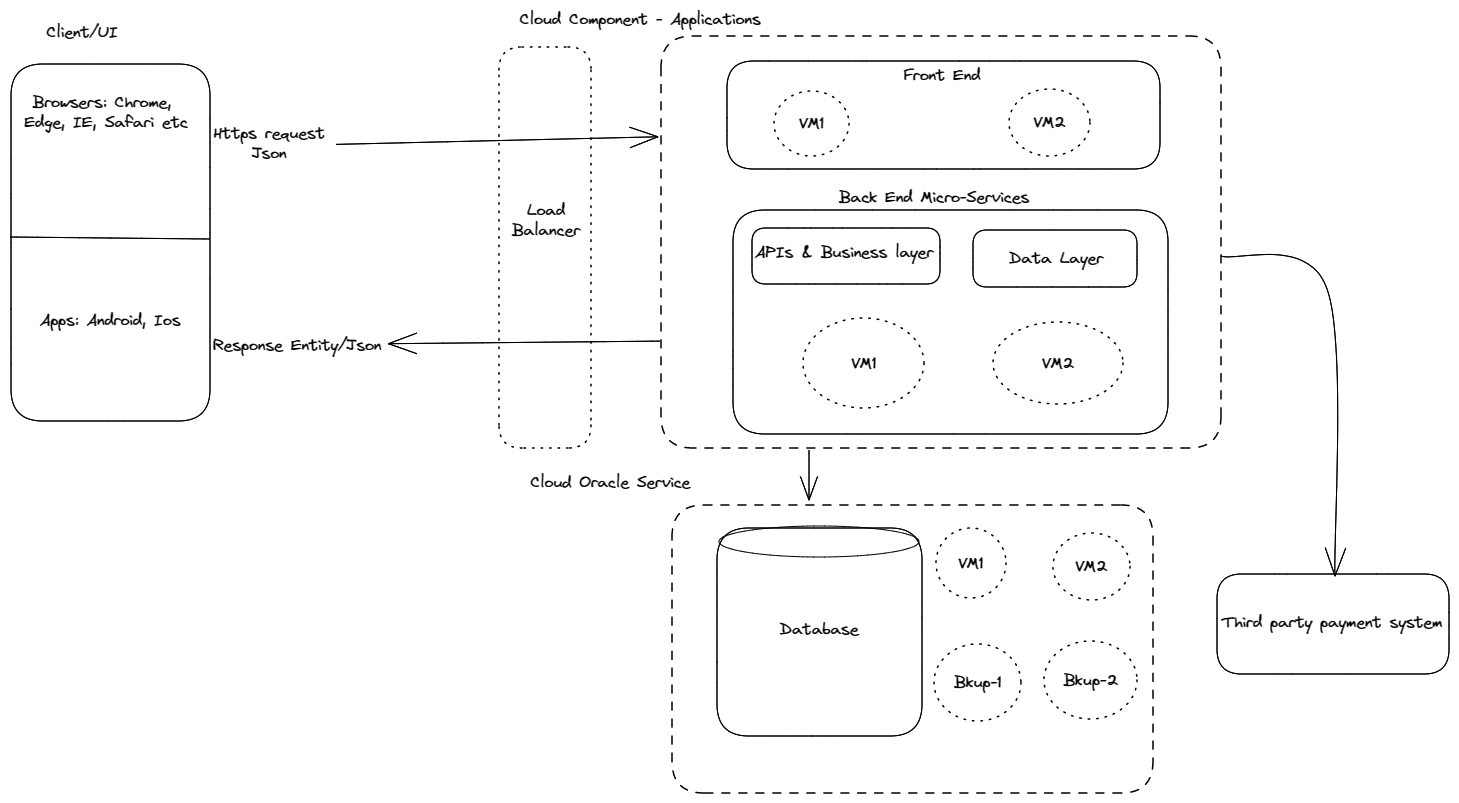 Cloud Component - Applications
Client/UI
Browsers: Chrome,
Edge, IE, Safari etc
Https request
Json
Apps: Android, Ios
Response Entity/Json
Load
Balancer
Front End
VM1
VM2
Back End Micro-Services
APIs & Business layer
Data Layer
VM1
VM2
Cloud Oracle Service
Database
VM1
VM2
Bkup-1
Bkup-2
Third party payment system